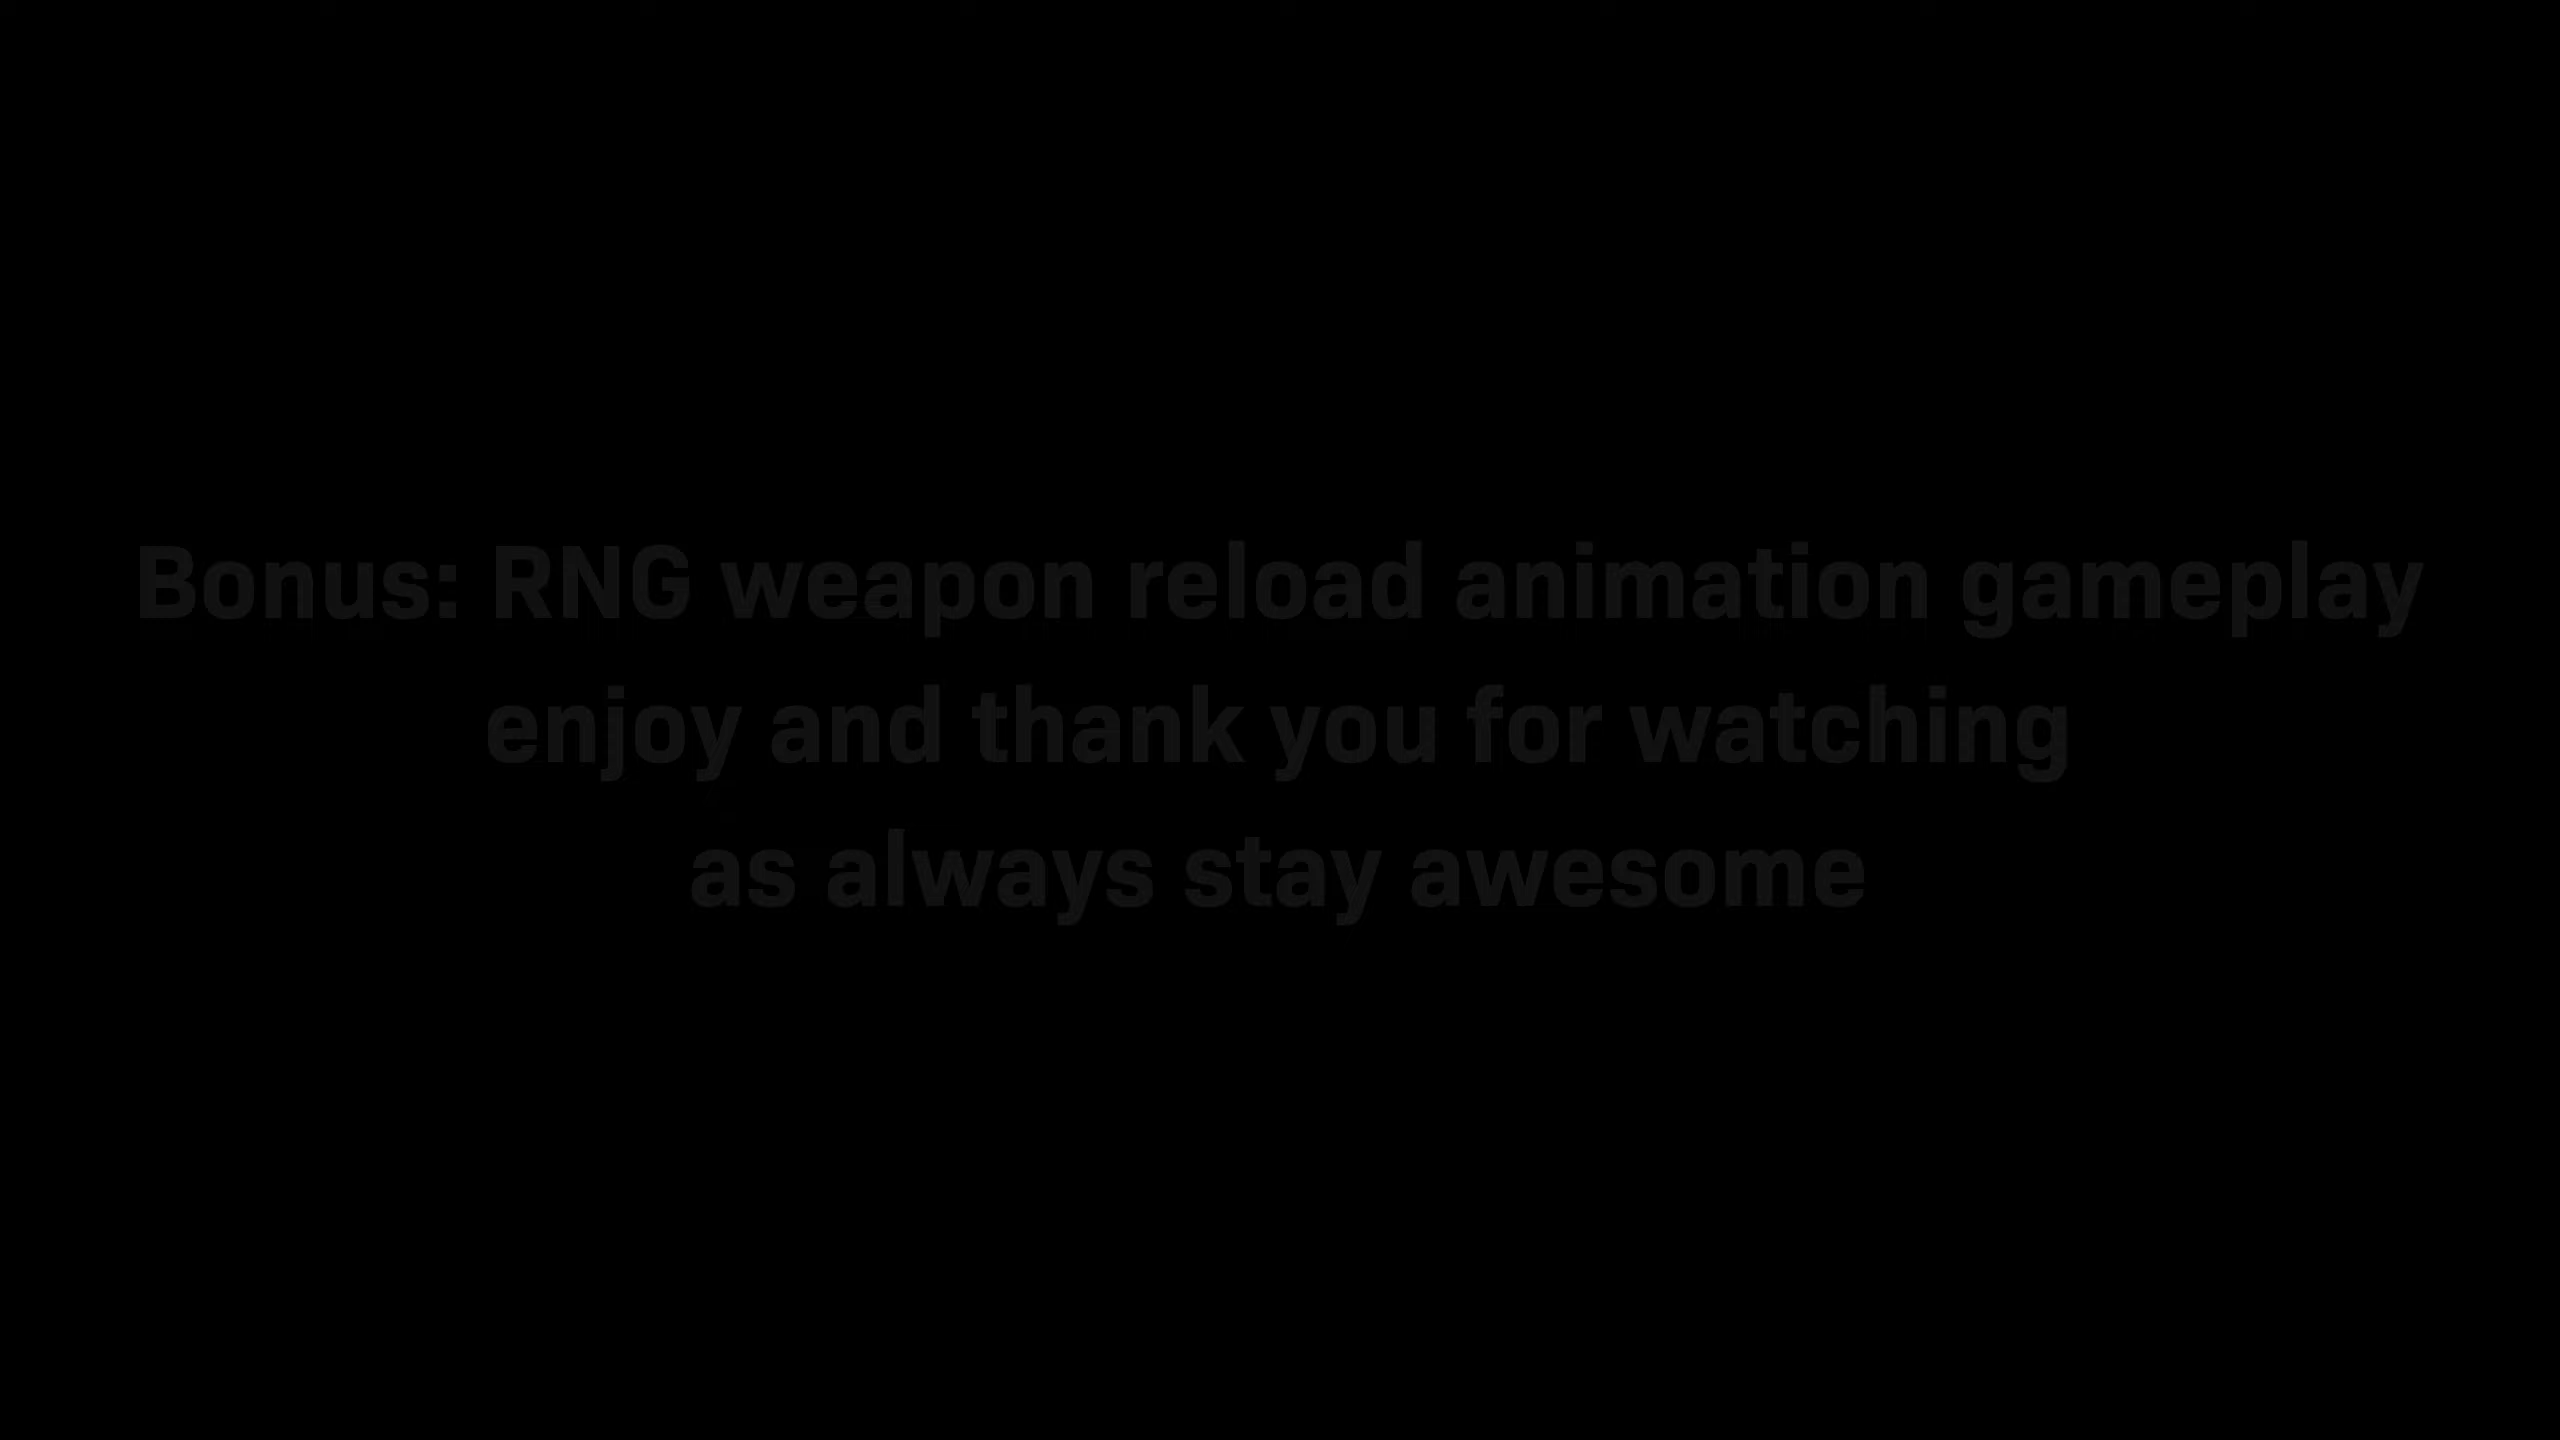 Bonus: RNG weapon reload animation gameplay
enjoy and thank you for watching
as always stay awesome